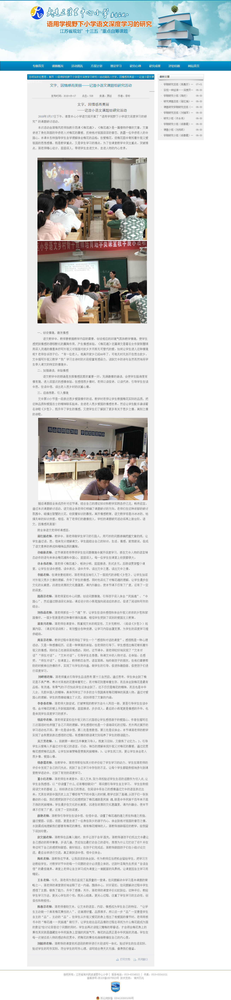 武进区湟里中心小学
语用学视野下小学语文深度学习的研究
江苏省规划“十三五”重点自筹课题
专题首页 课题概况 活动简讯 方案计划 理论学习 研究心得 研究成果 评估结题 网站首页
您现在的位置是：首页 >>语用学视野下小学语文深度学习研究>>活动简讯>>文字，因情感而美丽——记湟小语文课
文字，因情感而美丽——记湟小语文课题组研究活动
发布时间：2018-05-17 点击：528 来源：原创 作者：李玲
文字，因情感而美丽
——记湟小语文课题组研究活动
2018年5月17日下午，湟里中心小学语文组开展了“语用学视野下小学语文深度学习的研
究”的课题研讨活动。
本次活动由蒋锡凤老师执教示范课《梅花魂》。《梅花魂》是一篇借物抒情的文章。文章
讲述了身处异国的华侨老人对梅花的喜爱，反映他对祖国深深的眷恋，表露一位华侨老人的中
国心。本课中怎样指导学生自学理解体会梅花的品格；在爱梅花、送梅花图中寄托着外祖父爱
祖国的思想感情，既是教学重点，又是学生学习的难点。为了在课堂教学中突出重点、突破难
点，蒋老师精心设计，层层深入，带领学生走进文本，走进人物的内心世界。
梅花魂
区小学语文乡村骨干教师培育站学员课堂教学展示活动
一、创设情境，激发情感
语文教学中，教师要根据教学内容的需要，创设相应的环境气氛和教学情境，使学生
感受到情感的潜移默化的熏陶作用，产生情感体验。《梅花魂》这篇课文是著名女作家陈慧瑛
用深入灵魂的情意来抒写外祖父对祖国对故乡岁月那无可替代的爱。如何让学生进入这种情境
呢？老师告诉孩子们，“有一位老人，他离开家乡已经60年了，可他无时无刻不在思念故乡。
文中描写外祖父教学“我”学习古诗时的片段极富有感染力，读到文中的诗句自然而然地将学
生带入课文的特定的情境中。
二、加强诵读，体验情感
语文教学中的朗诵是发挥情感因素的重要一环。充满激情的诵读，会使学生脑海里有
情有境，进入深层次的感情体验。在感悟思乡情时，老师以读促讲，以读代讲，引导学生在读
中思，在读中悟，读出老人思乡时的沉重心情。
三、启迪想象，引入情境
文中第13小节是一段表达思乡爱国情怀的话，教学时老师让学生根据梅花实际的品质，把
这种品质和爱国志士的精神联系起来，走进老人思乡爱国的情感世界。然后让学生配乐诵读著
名诗歌《乡愁》，既升华了学生的情感，又使学生们了解到了更多有关于思乡之情、离别之情
的诗歌。
书山有路勤为径 学海无涯苦作舟
随后课题组全体成员针对这节课，结合自己的理论知识和教学实践各抒己见，畅所欲言。
通过本次课题研讨活动，语文组全体老师们明确了课题研讨的方向。老师们在这种浓郁的研讨
氛围中，碰撞出智慧的火花，收获着知识的喜悦。离开情感教育，语文教学将是冷冰冰的，枯
燥无味的知识传授。相信，有了老师们的激情投入，学校的课题研究活动将再上新台阶。语
文，因情感而美丽！
附全体语文老师听课感言：
蒋红娟老师：教学中，蒋老师做学生学习的引路人，用巧妙的问题准确把握文章的线，让
学生通过读、思、悟来充分理解课文。学生能结合自己的知识、生活、情感，敢想敢说，促成
了语文素养的养成和精神品质的熏陶。
许晓秋老师：这节课蒋老师带领学生在问题情境中展开深度学习，抓住文中人物的语言神
态动作的语句来体会梅花魂和中国心，层层深入，每一位学生在课堂上收获都很大。
许永伟老师：蒋老师《梅花魂》，板块分明，层层推进，形式多元。且朗读贯穿整个课
堂，让学生在读中感悟，读中表达，读中升华，读出文中之意，读出文中之情。
李娟老师：在课快要结束时，蒋老师适当地引入了一首现代的诗歌《乡愁》，让学生加深
对外祖父思乡之情的理解，升华了学生的情感，同时也深化了对梅花魂的理解，让学生漫步在
文化的长廊里，沉浸在浓厚的文化意蕴里，课内外融合，使本节课不仅有了广度，还有了一定
的深度。
路燕芬老师：蒋老师紧扣中心问题，创设问题情境，引导孩子深入体会“民族魂”、“中
国心”，然后通过朗读深化体验。课后设计的小练笔指向阅读后的表达，促进了阅读和写作的
结合。
刘伟莉老师：蒋老师抓住一个“魂”字，让学生在读中感悟和体会外祖父浓浓的乡愁和家
国情怀，一首乡愁更是把这种情怀推向高潮，相信学生受到了深刻的爱国主义教育。
蒋青月老师：蒋老师在课堂中，既重视文本的规定性，又补充教材，（阅读《乡愁》）拓
展内容，（课后写话训练），有效整合各种资源，让学习内容由薄变厚，为学生的深度学习提
供磁场。
周亚芬老师：教学过程中蒋老师给了学生一个“感悟和对话的课堂”。感悟既是一种心理
活动，又是一种感情经历，还是一种审美的体验。在老师的引导下，学生感悟出梅花寄托着外
祖父的情感，同时自己也被深深地感动。同时，这节课中，蒋老师较好地实现了“文本对
话”“师生对话”。“文本对话”，引导学生去想像，和课文中的人物对话，去体验、去感
受。“师生对话”，在课堂上，教师教态自然，语言简练，始终做孩子的朋友，在他们需要帮
助的时候伸出热情的手，实现了与学生的沟通，做学生的引导、促进和激励者，促使孩子们进
行深度学习。
刘晔娟老师：蒋老师重点引导学生品读思考:第十三自然段。通过思考，学生体会到了梅
花是不畏严寒，寒冷对其他的花意味着死亡，而对梅花则意味着生存，而且体会到梅花是最有
品格，有灵魂，有骨气的!不仅如此学生还体会到了，这不仅仅是梅花的精神，而且也是中华
儿女，无数中国人的精神，具体列举出了许多的古今我国具有梅花精神的英雄人物。通过对爱
国心的理解，学生的思维碰撞出了火花，深刻领悟了文章的内涵。
李春香老师：蒋老师大胆尝试，打破常规的教学方法令人耳目一新，更是引导学生在读中
悟，由对梅花的爱上升到祖国的爱，层层推进，步步深入。最后的小练笔更是情感的升华，也
是体现学生深度学习的抓手。
钱彩华老师：蒋老师紧紧扣住外祖父的三次落泪让学生感悟游子的爱国心。作者在描写这
三次落泪时也伴随了自己不同的理解。学生感悟时也是一个逐渐深化的过程。另外两次展开的
学习活动也不同。第一处是读中悟，第二处是想象悟，第三处是谈体会。本节课蒋老师的教学
实现了由积累到表达感悟的过程。有感情的朗读课文则培养了学生的朗读能力。
吴兰芳老师：1、回顾第一课时五件事复习导入，既复习旧知，又锻炼了记忆力。2、引导
学生从爱梅入手通过对外祖父的语言、行动、神态的理解体现外祖父对梅花的喜爱，通过欣赏
梅花感受梅花品质，让学生知道赞梅是赞美民族精神。3、让学生找三哭，更让学生体会老人
思乡情，爱国心情。
钱春霞老师：在教学中，蒋老师那恰如其分的评价给了学生学习的动力，学生在蒋老师的
评价中发现了自己的闪光点，找到了自己学习中存在的不足，让每个学生都能积极地参与到课
堂教学活动中，达到了有效的深度学习。
董小红老师：蒋老师在本课堂中，深入文本,努力寻找贴近学生生活的话题作为切入点,让
学生自我感悟。以“你读懂了什么,还有哪些疑问?” 等问题引导学生自主学习。 学生在积极
阅读文本的基础 上，纷纷表达自己的想法， 在阅读中将自己的感情通过文中的语言表达出
来。尤其在讲到中国历史上出了哪些有气节的中国人的时候,教学达到了高潮,从孩子们一张张
激动的小脸， 我们感受到孩子们已经感受到了梅花魂就是民族 魂,就是中华民族千百年来不屈
不挠的民族精神。学生漫步在文化的长廊里，沉浸在浓厚的文化意蕴里，课内外融合，使本节
课不仅有了广度，还有了一定的深度。
薛艳老师：蒋教导引导学生在读中悟，在悟中读，读懂了梅花魂的魂之所在和魂之所指，
通过爱图、谈图、送图，更是走进了一位身在异乡的游子内心，体会到他对祖国的眷恋之情，
水到渠成地理解我们都要有梅花的秉性，做有梅花精神的人。蒋教导独辟蹊径的教学，给我留
下深刻印象。
赵文娟老师：蒋教导在品事入境时，放手让孩子自学:首先，蒋教导请孩子们找出文中最让
自己感动的那件事情，多读几遍，然后划出最打动自己的语句，想想为什么它打动了你？并在
旁边写下自己的感受和疑惑，做好批注。在孩子们完成后，蒋教导鼓励孩子们在小组讨论交
流，最后全班进行交流。真正做到读中悟，悟中谈体会。
陶欢老师：蒋教导这节课，让我深深的体会到，作为教师应当把机会留给学生，把学习方
法教给学生，对教学环节中的每一个问题的设计必须是立体的，达到叶圣陶先生所说“自读自
悟”的最佳境界。课堂上老师让自主学习成为课堂上一道靓丽的风景线，让课堂因自主学习而
精彩。
王东老师：今天，蒋老师为我们呈现了高质量的一堂课。在问题解决中学习是本课题的策
略之一，蒋老师的课堂很好地诠释了这一内涵，围绕中心，环环紧扣，在问题解决过程中学生
感悟了主题，锻炼了能力，升华了感情。另外，蒋老师的课堂评价比较到位，这种评价，教给
学生学习方法，更关心学生的个性；既关心结果，更关心过程，注重了学生学习的主动性、创
造性和积极性。
陈惠芬老师：蒋老师借助文本，让文本的语言、内容、情感成为学生自己的特征，“让学
生主动做一个具有梅花秉性的人”，这道理好懂，品质难求，所以这一步“品”一定要是学生
自主的“品”，主动的“品”。在学生从外祖父爱花的身上悟出了他爱国的情节时，老师用板
书中的“梅花魂——民族魂”做引子，让学生结合品花品情的过程去寻找为什么梅花能成为国
的象征?在讨论回答这个问题的同时，学生会再次读祖父赠梅的那番话，才会领会梅花身上的
秉性其实就是蕴藏在中华民族身上坚强的民族气节，梅花的品质正是中华民族的灵魂，学生在
每一次被这些人物的感动和欣赏中，把梅花的秉性也渐渐根植在自己的内心里。
刘娟萍老师：蒋教导的课堂依托语段的教学进行片段读写一体化，贴近学生的生活实际，
贴近学生的写作实际，符合学生的写作心理，读写结合得天衣无缝，值得我们借鉴。
打印文档 关闭窗口
最新文章
· 学期研究总结（陈惠芬）… 07-01
· 实现一种延伸——深度开… 06-30
· 学期研究小结（陶欢） 06-30
· 研究课题总结（蒋红娟）… 06-30
· 课题研究学期研究总结（… 06-30
· 学期研究总结（刘娟萍）… 06-30
· 研究小结（许永伟） 06-30
· 学期研究小结（钱春霞）… 06-30
· 课题小结（刘伟莉） 06-30
· 学期研究小结（钱春霞）… 06-30
版权所有：江苏省常州武进湟里中心小学 | 联系电话：0519-83348221 | 传真：0519-83341021
备案序号:苏ICP备05079923号 技术支持： 常州万兆
苏公网安备 32041202001099号